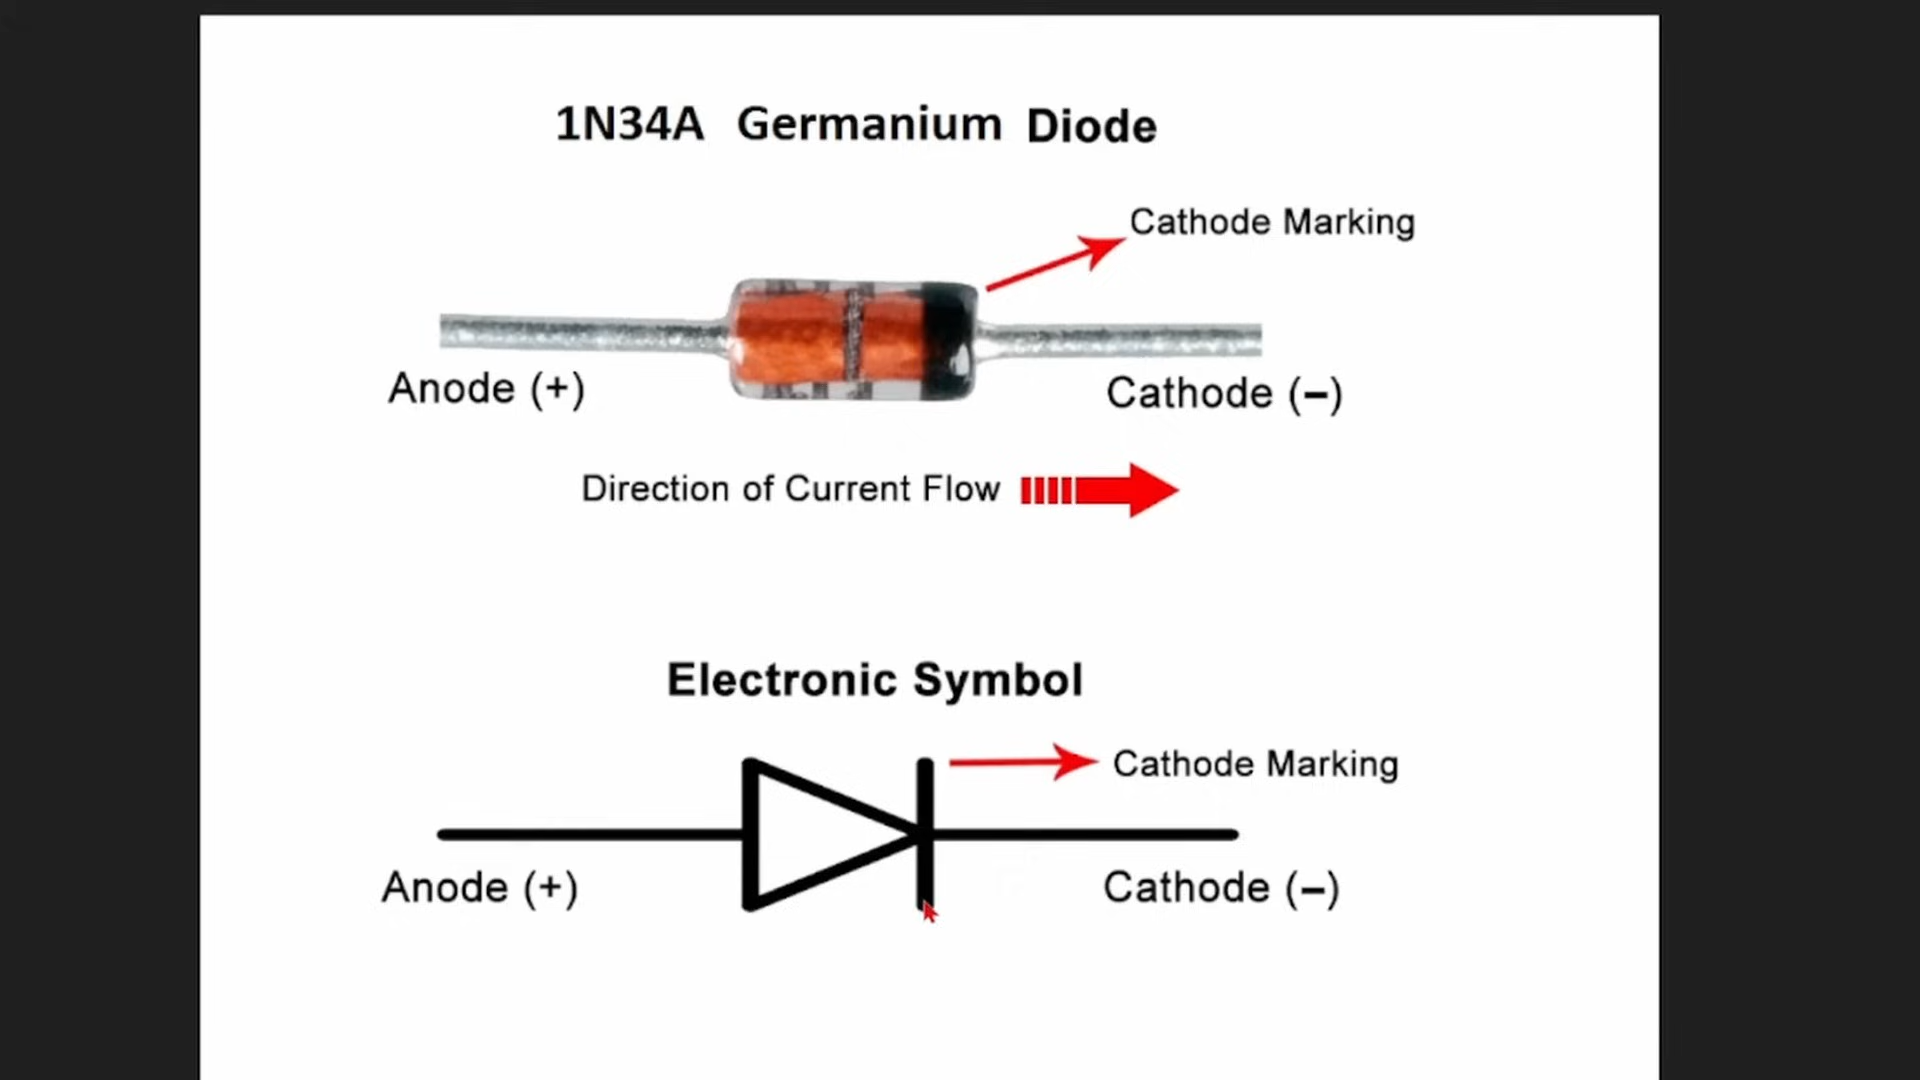 1N34A Germanium Diode
Cathode Marking
Anode (+)
Cathode (–)
Direction of Current Flow
Electronic Symbol
Cathode Marking
Anode (+)
Cathode (–)